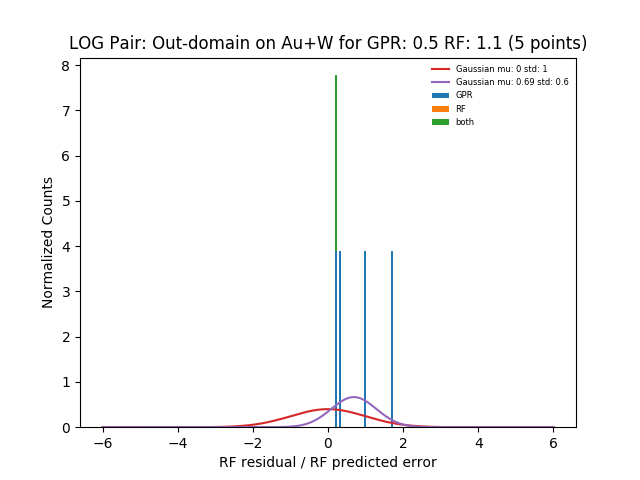 LOG Pair: Out-domain on Au+W for GPR: 0.5 RF: 1.1 (5 points)
Gaussian mu: 0 std: 1
Gaussian mu: 0.69 std: 0.6
GPR
RF
both
Normalized Counts
8
7
6
5
4
3
2
1
0
−6
−4
−2
0
2
4
6
RF residual / RF predicted error